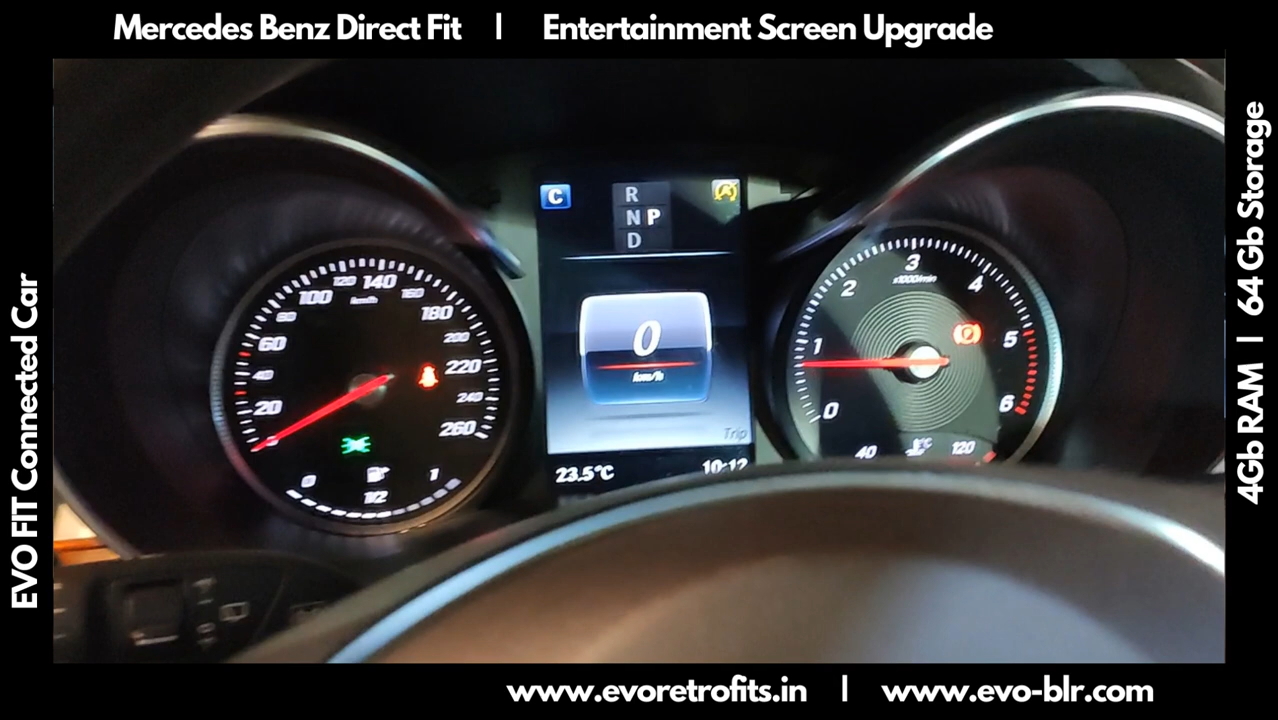 Mercedes Benz Direct Fit | Entertainment Screen Upgrade
EVO FIT Connected Car
4Gb RAM | 64 Gb Storage
C
R
N P
D
A
0
km/h
Trip
23.5°C
10:12
0
20
40
60
80
100
120
140
160
180
200
220
240
260
km/h
0
1/2
1
0
1
2
3
4
5
6
x1000/min
P
40
°C
120
www.evoretrofits.in | www.evo-blr.com